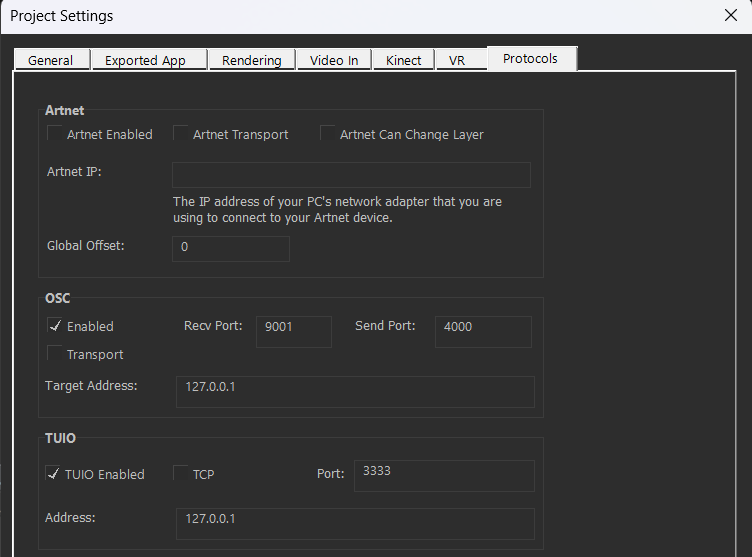 Project Settings
General Exported App Rendering Video In Kinect VR Protocols
Artnet
Artnet Enabled Artnet Transport Artnet Can Change Layer
Artnet IP:
The IP address of your PC's network adapter that you are
using to connect to your Artnet device.
Global Offset: 0
OSC
Enabled Recv Port: 9001 Send Port: 4000
Transport
Target Address: 127.0.0.1
TUIO
TUIO Enabled TCP Port: 3333
Address: 127.0.0.1